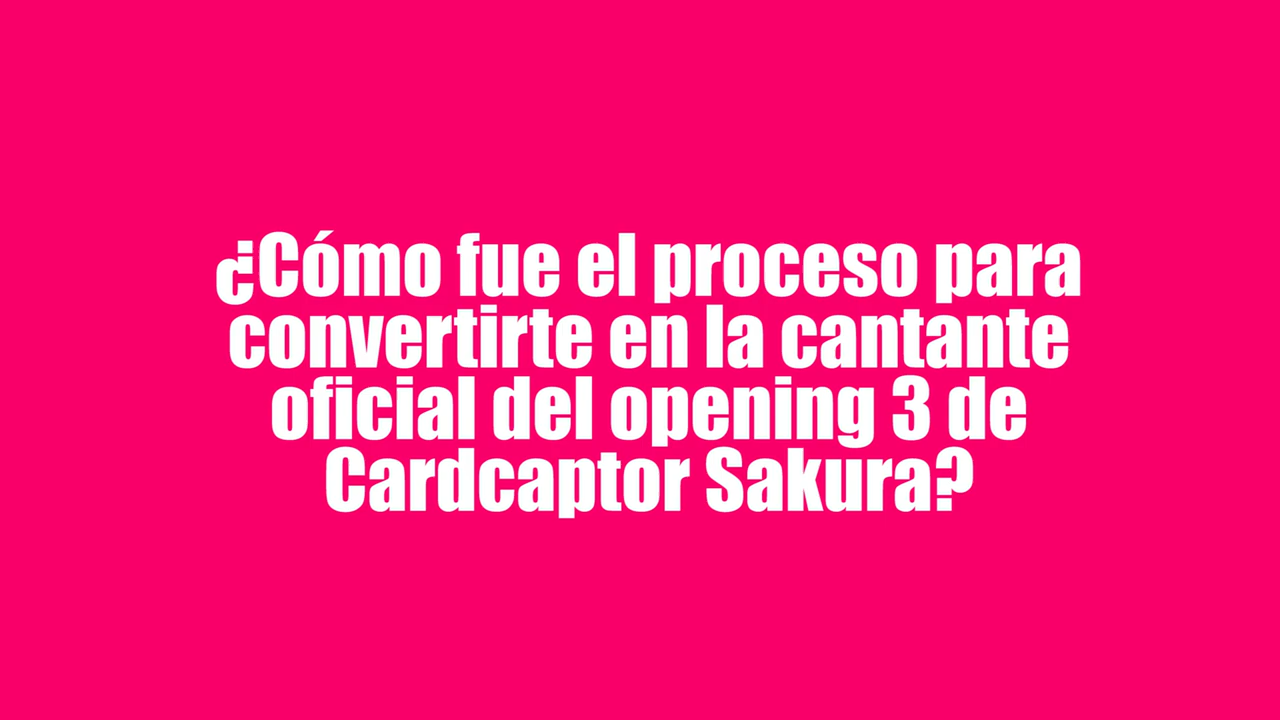 ¿Cómo fue el proceso para
convertirte en la cantante
oficial del opening 3 de
Cardcaptor Sakura?